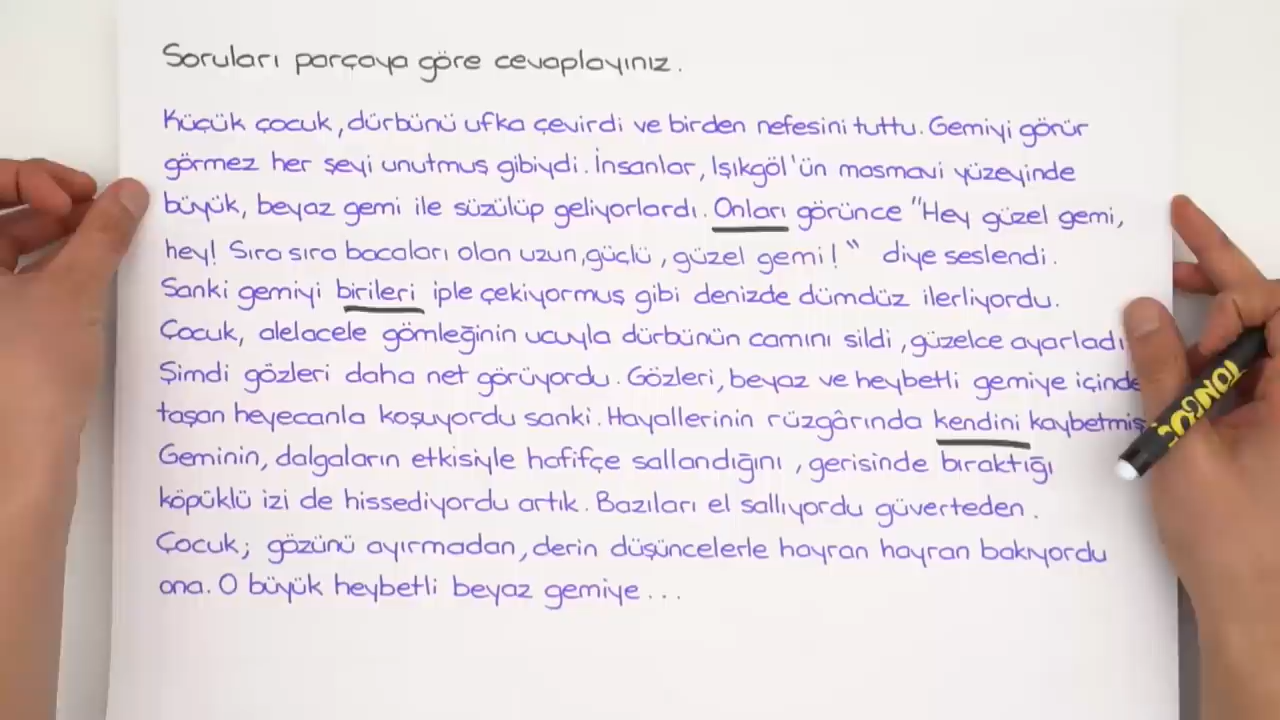 Soruları parçaya göre cevaplayınız.
Küçük çocuk, dürbünü ufka çevirdi ve birden nefesini tuttu. Gemiyi görür
görmez her şeyi unutmuş gibiydi. İnsanlar, Işıkgöl'ün masmavi yüzeyinde
büyük, beyaz gemi ile süzülüp geliyorlardı. Onları görünce "Hey güzel gemi,
hey! Sıra sıra bacaları olan uzun, güçlü, güzel gemi!" diye seslendi.
Sanki gemiyi birileri iple çekiyormuş gibi denizde dümdüz ilerliyordu.
Çocuk, alelacele gömleğinin ucuyla dürbünün camını sildi, güzelce ayarladı
Şimdi gözleri daha net görüyordu. Gözleri, beyaz ve heybetli gemiye içinde
taşan heyecanla koşuyordu sanki. Hayallerinin rüzgârında kendini kaybetmiş
Geminin, dalgaların etkisiyle hafifçe sallandığını, gerisinde bıraktığı
köpüklü izi de hissediyordu artık. Bazıları el sallıyordu güverteden.
Çocuk; gözünü ayırmadan, derin düşüncelerle hayran hayran bakıyordu
ona. O büyük heybetli beyaz gemiye...
TONGUÇ